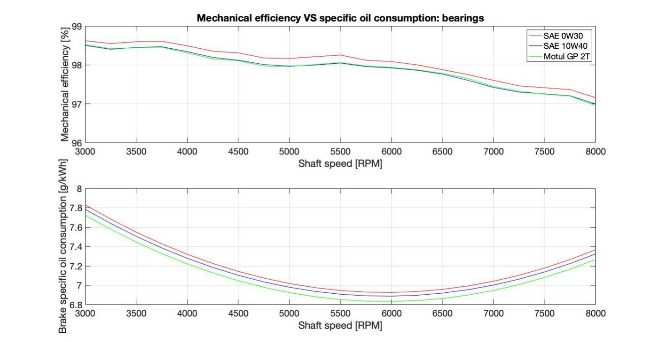 Mechanical efficiency VS specific oil consumption: bearings
Mechanical efficiency [%]
99
98
97
96
SAE 0W30
SAE 10W40
Motul GP 2T
3000 3500 4000 4500 5000 5500 6000 6500 7000 7500 8000
Shaft speed [RPM]
Brake specific oil consumption [g/kWh]
8
7.8
7.6
7.4
7.2
7
6.8
3000 3500 4000 4500 5000 5500 6000 6500 7000 7500 8000
Shaft speed [RPM]